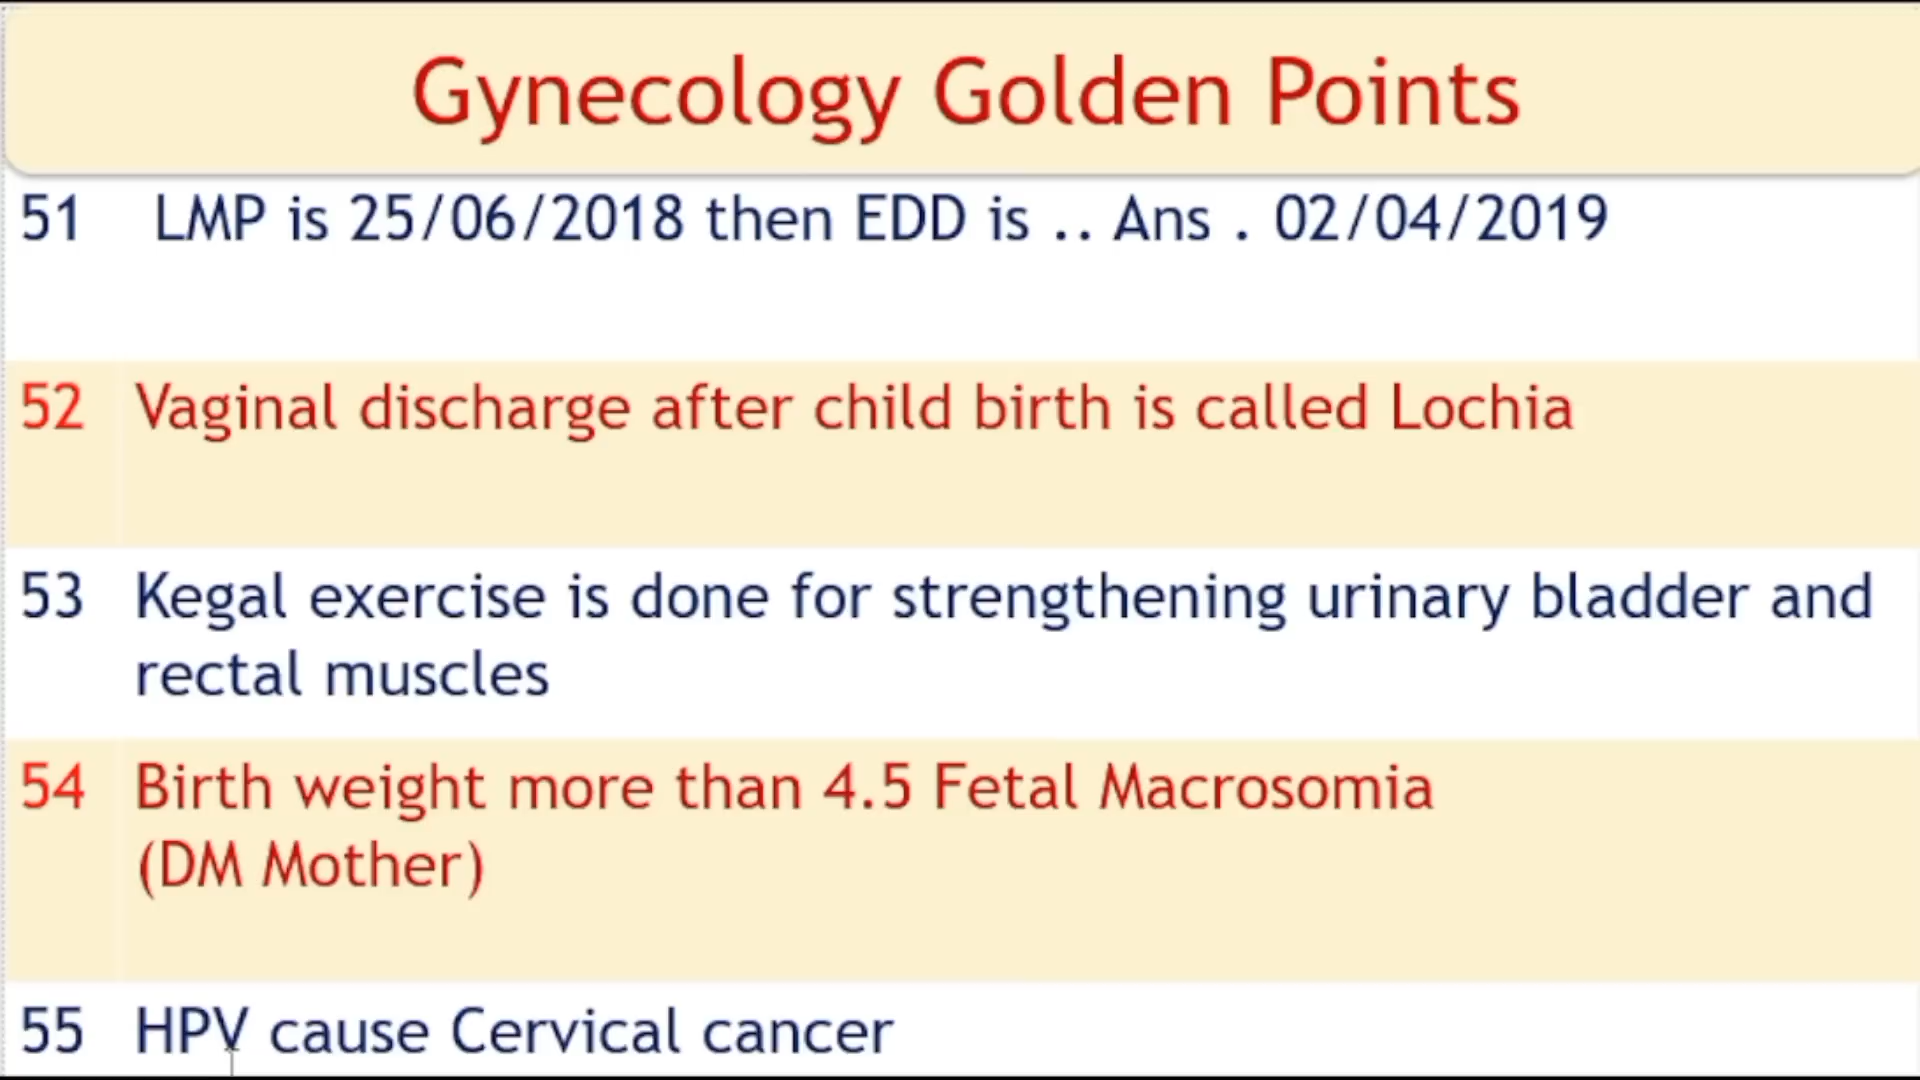 Gynecology Golden Points
51 LMP is 25/06/2018 then EDD is .. Ans . 02/04/2019
52 Vaginal discharge after child birth is called Lochia
53 Kegal exercise is done for strengthening urinary bladder and
rectal muscles
54 Birth weight more than 4.5 Fetal Macrosomia
(DM Mother)
55 HPV cause Cervical cancer